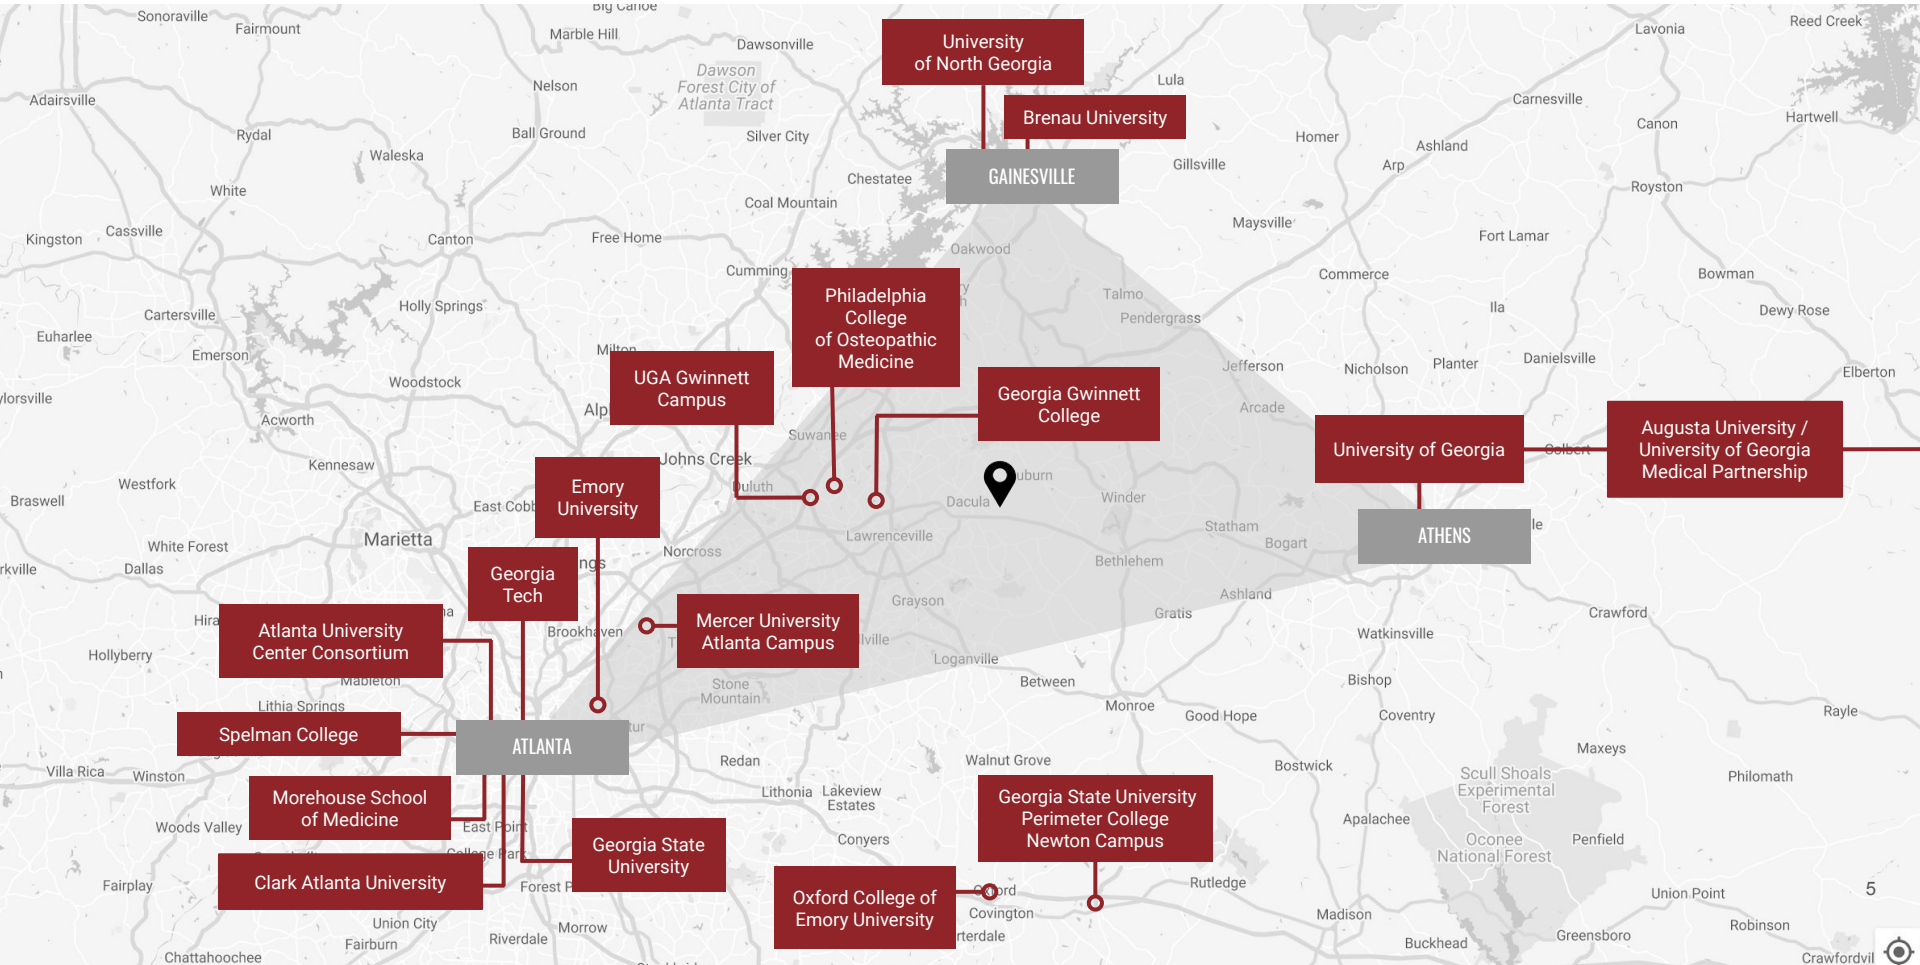 Big Canoe
Sonoraville
Fairmount
Marble Hill
Dawsonville
University
of North Georgia
Lavonia
Reed Creek
Dawson
Forest City of
Atlanta Tract
Nelson
Lula
Adairsville
Carnesville
Brenau University
Hartwell
Canon
Rydal
Ball Ground
Silver City
Homer
Ashland
Waleska
Gillsville
Arp
Chestatee
GAINESVILLE
White
Royston
Coal Mountain
Maysville
Cassville
Kingston
Canton
Free Home
Fort Lamar
Oakwood
Cumming
Commerce
Bowman
Talmo
Philadelphia
College
of Osteopathic
Medicine
Holly Springs
Cartersville
Ila
Dewy Rose
Pendergrass
Euharlee
Emerson
Milton
Jefferson
Nicholson
Planter
Danielsville
Elberton
UGA Gwinnett
Campus
Woodstock
Georgia Gwinnett
College
Arcade
Acworth
Suwanee
University of Georgia
Colbert
Augusta University /
University of Georgia
Medical Partnership
Kennesaw
Johns Creek
Westfork
Duluth
Emory
University
Braswell
Dacula
Winder
Statham
East Cobb
Lawrenceville
ATHENS
Marietta
White Forest
Norcross
Bogart
Bethlehem
Dallas
Georgia
Tech
Grayson
Ashland
Gratis
Crawford
Atlanta University
Center Consortium
Brookhaven
Mercer University
Atlanta Campus
Watkinsville
Hollyberry
Loganville
Mableton
Stone
Mountain
Between
Bishop
Lithia Springs
Monroe
Good Hope
Coventry
Rayle
Spelman College
ATLANTA
Maxeys
Villa Rica
Winston
Redan
Walnut Grove
Bostwick
Scull Shoals
Experimental
Forest
Philomath
Morehouse School
of Medicine
Lithonia
Lakeview
Estates
Georgia State University
Perimeter College
Newton Campus
Woods Valley
East Point
Apalachee
Conyers
Oconee
National Forest
Penfield
College Park
Georgia State
University
Clark Atlanta University
Fairplay
Rutledge
Union Point
5
Oxford College of
Emory University
Oxford
Covington
Madison
Union City
Morrow
Riverdale
Fairburn
Buckhead
Greensboro
Robinson
Chattahoochee